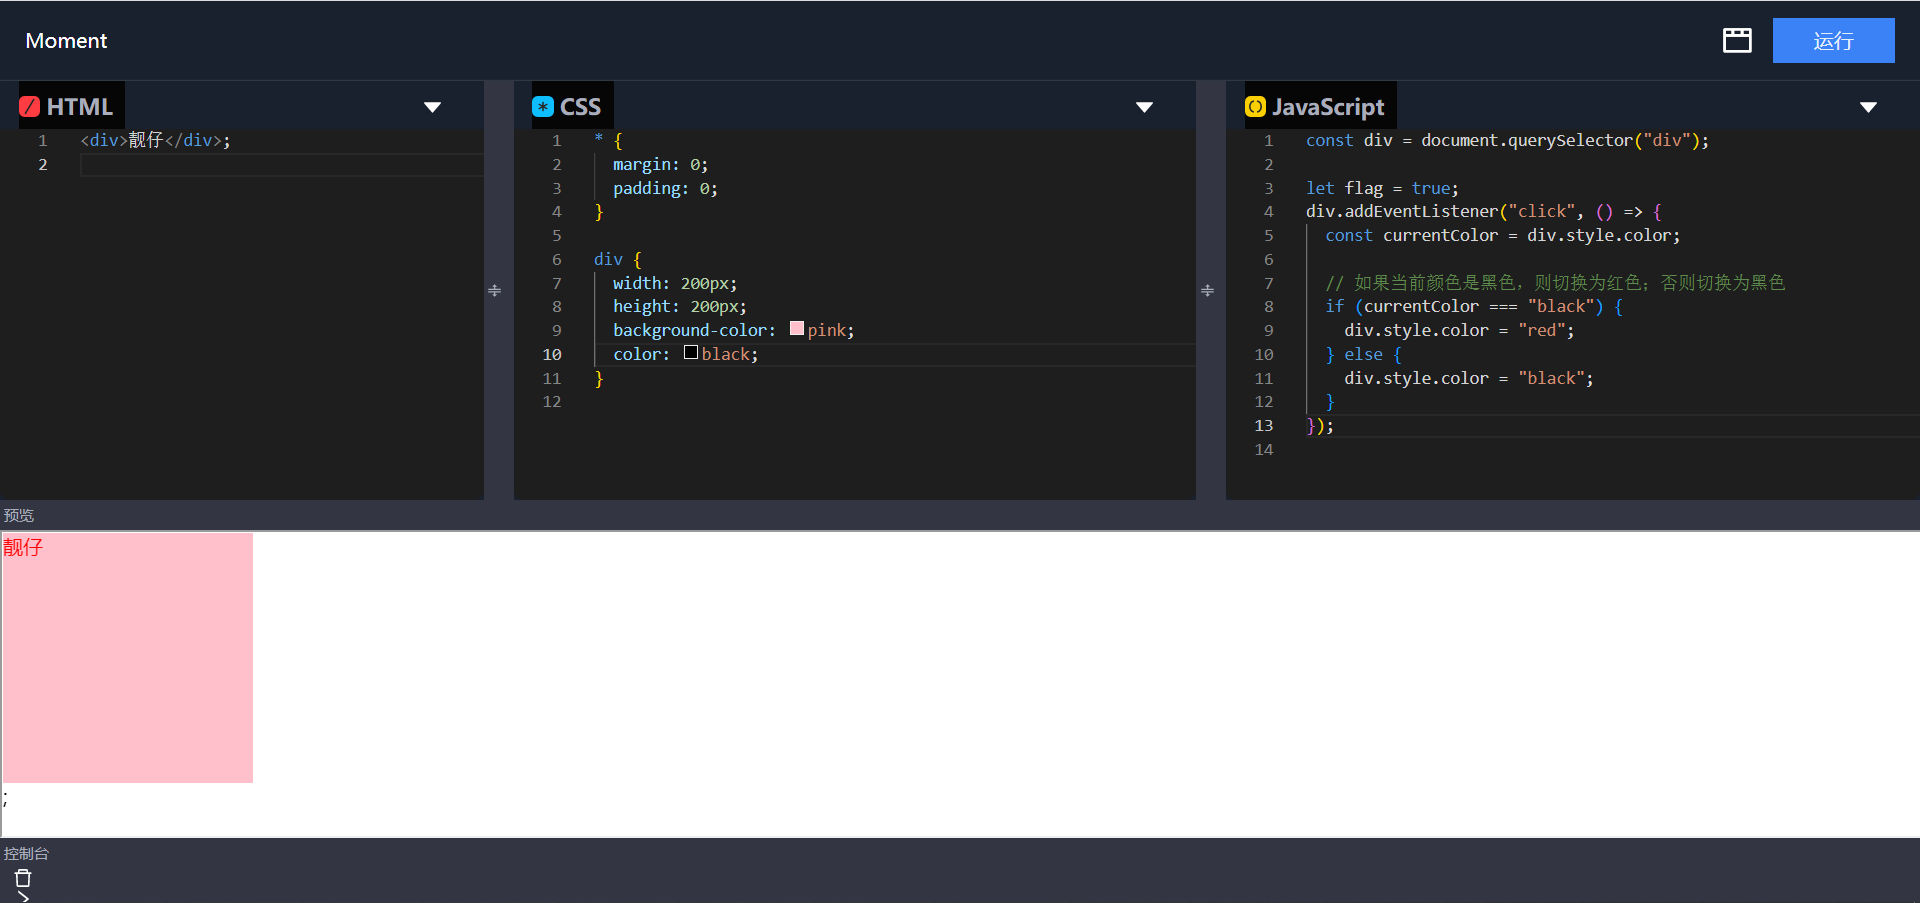 Moment
运行
HTML
1 <div>靓仔</div>;
2
CSS
1 * {
2 margin: 0;
3 padding: 0;
4 }
5
6 div {
7 width: 200px;
8 height: 200px;
9 background-color: pink;
10 color: black;
11 }
12
JavaScript
1 const div = document.querySelector("div");
2
3 let flag = true;
4 div.addEventListener("click", () => {
5 const currentColor = div.style.color;
6
7 // 如果当前颜色是黑色，则切换为红色；否则切换为黑色
8 if (currentColor === "black") {
9 div.style.color = "red";
10 } else {
11 div.style.color = "black";
12 }
13 });
14
预览
靓仔
;
控制台